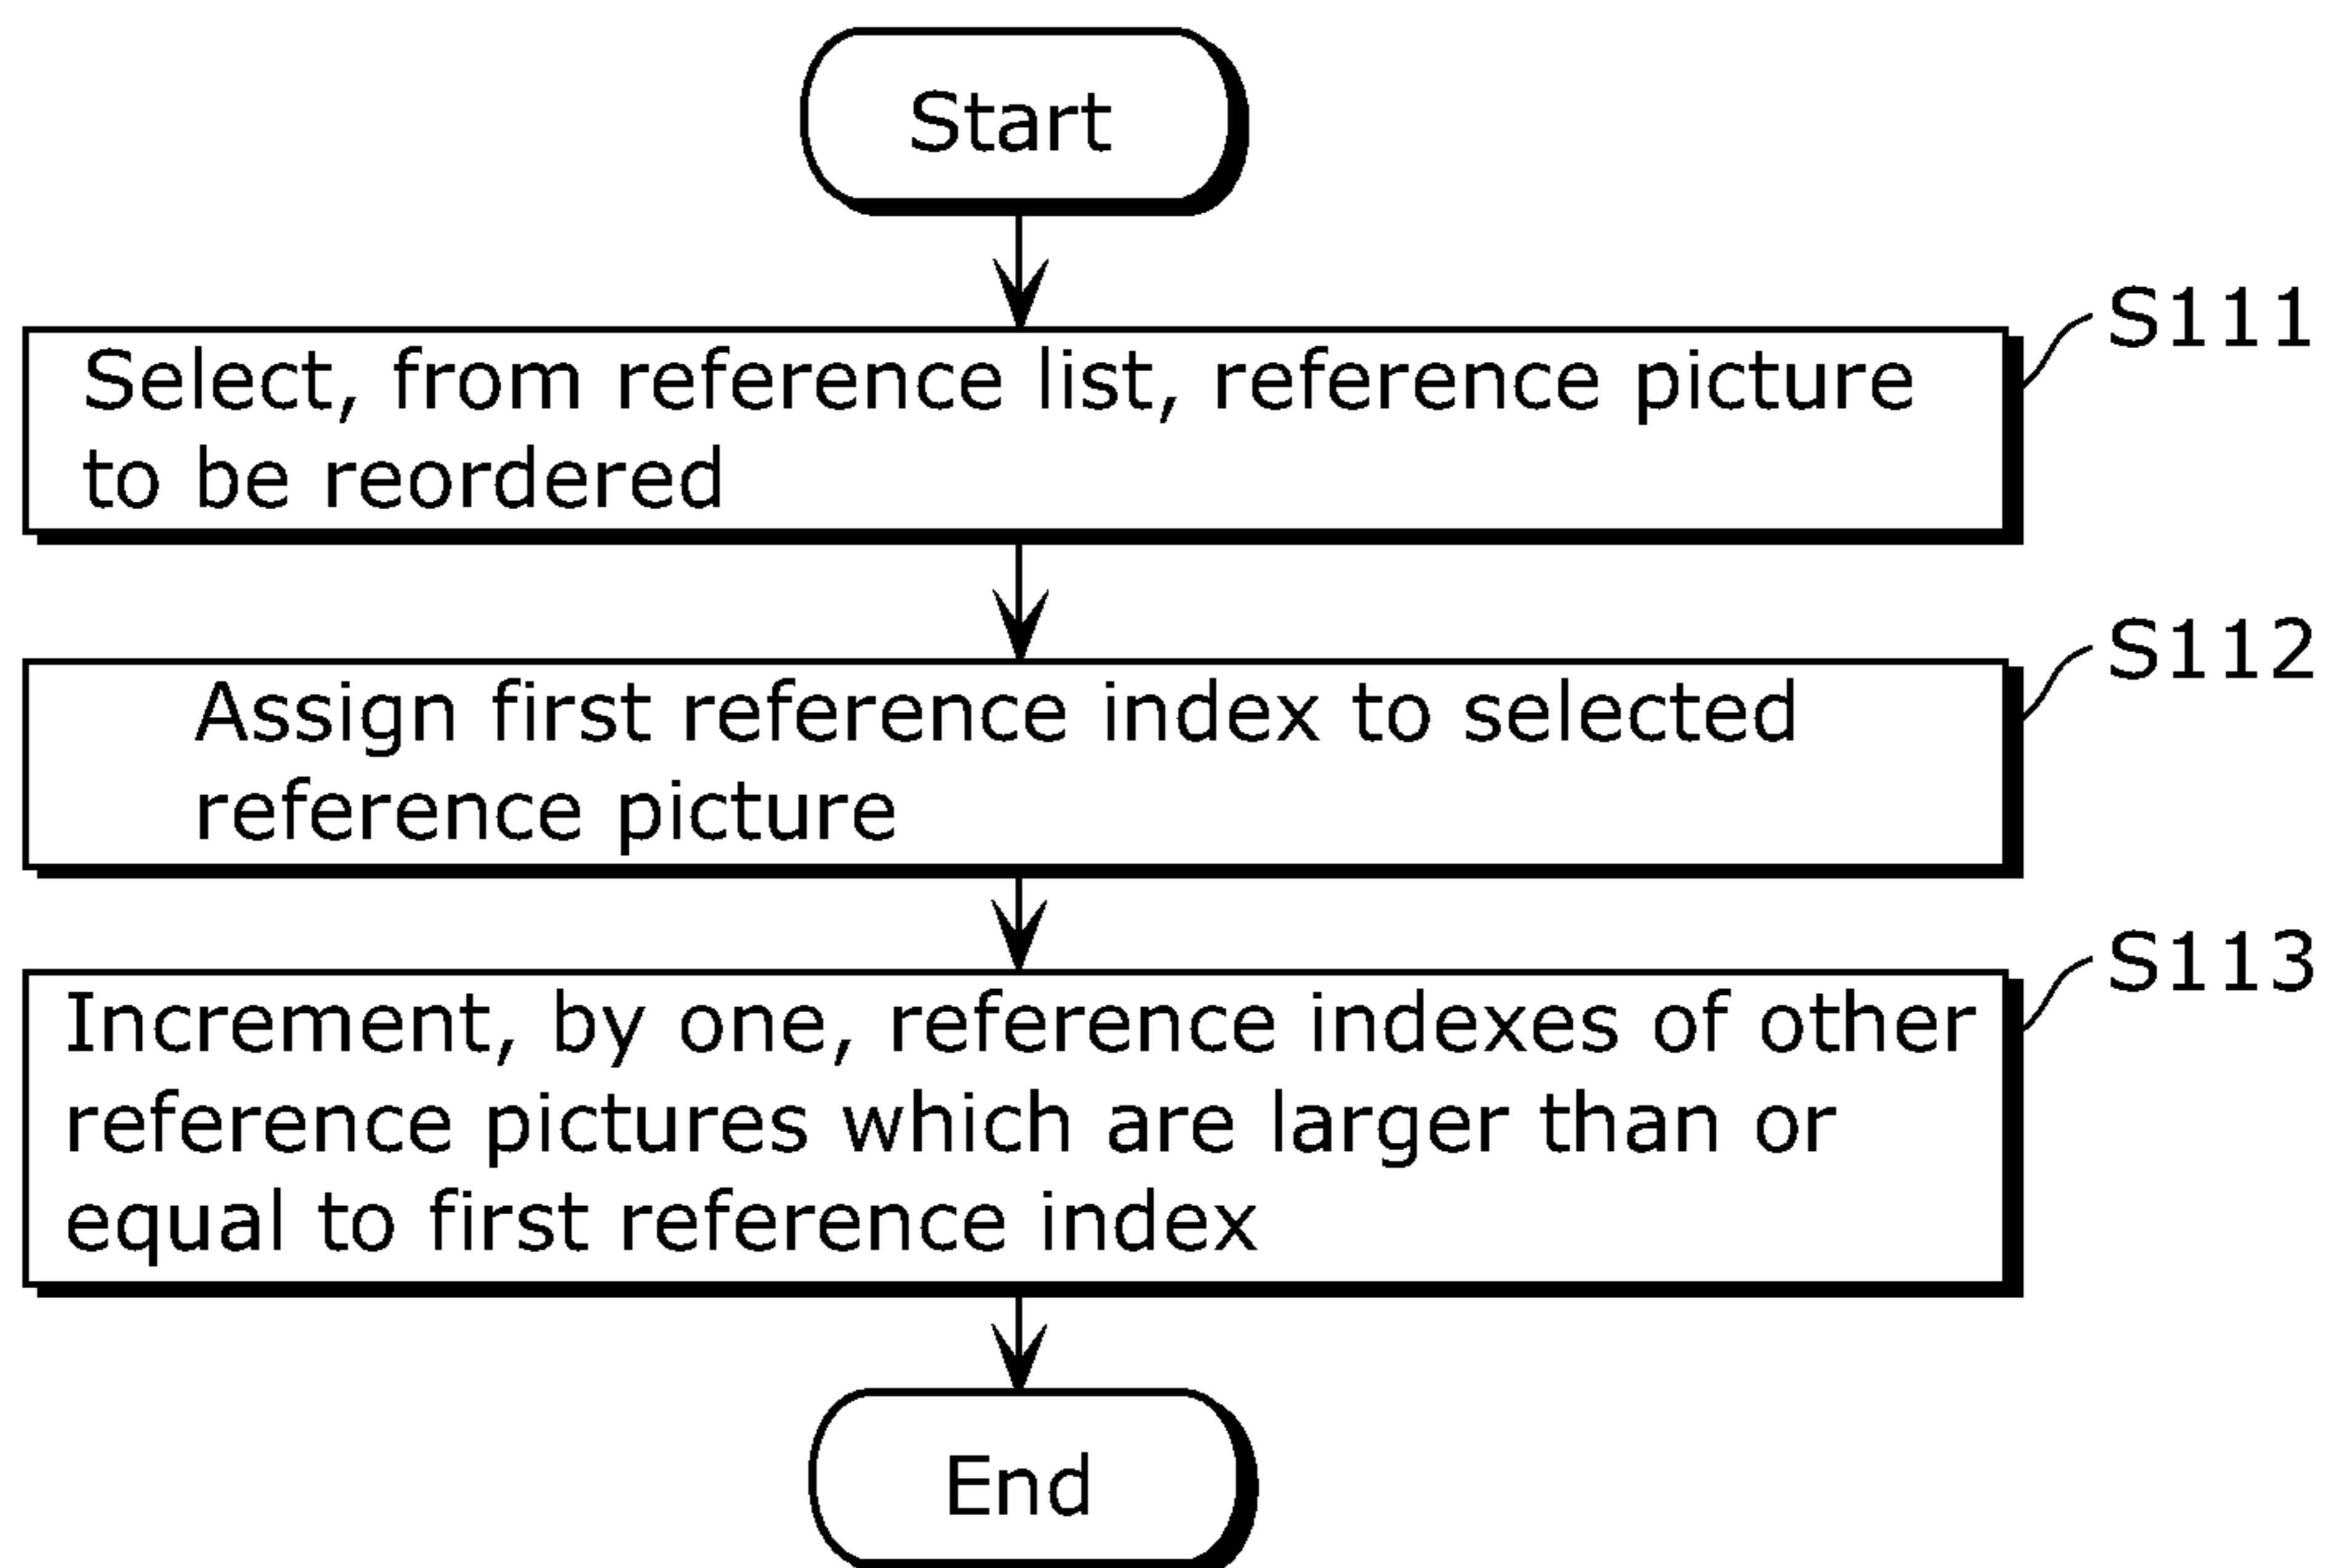 Start
S111
Select, from reference list, reference picture
to be reordered
S112
Assign first reference index to selected
reference picture
S113
Increment, by one, reference indexes of other
reference pictures which are larger than or
equal to first reference index
End